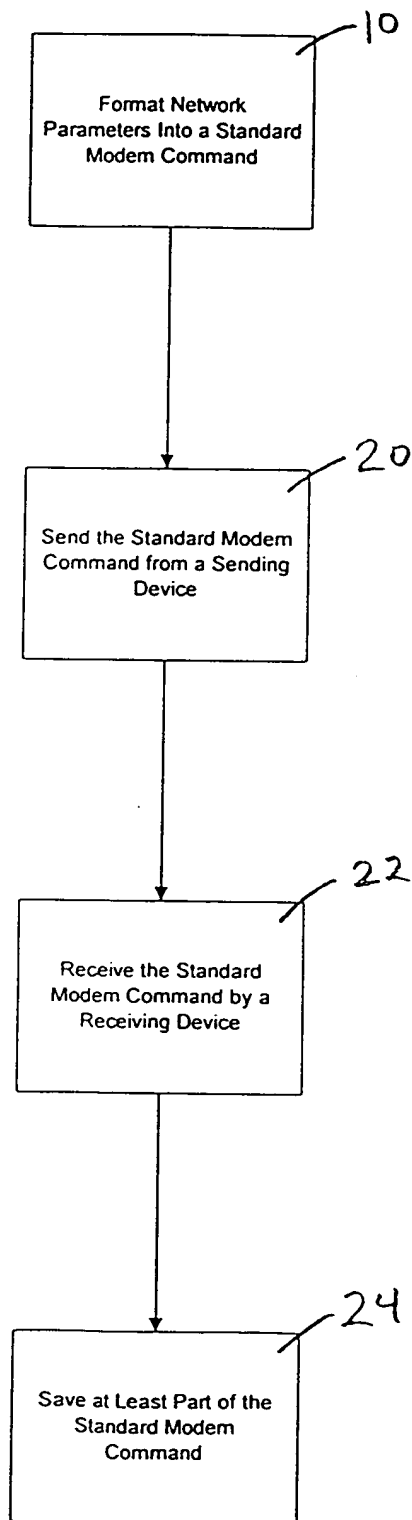 10
Format Network
Parameters Into a Standard
Modem Command
20
Send the Standard Modem
Command from a Sending
Device
22
Receive the Standard
Modem Command by a
Receiving Device
24
Save at Least Part of the
Standard Modem
Command